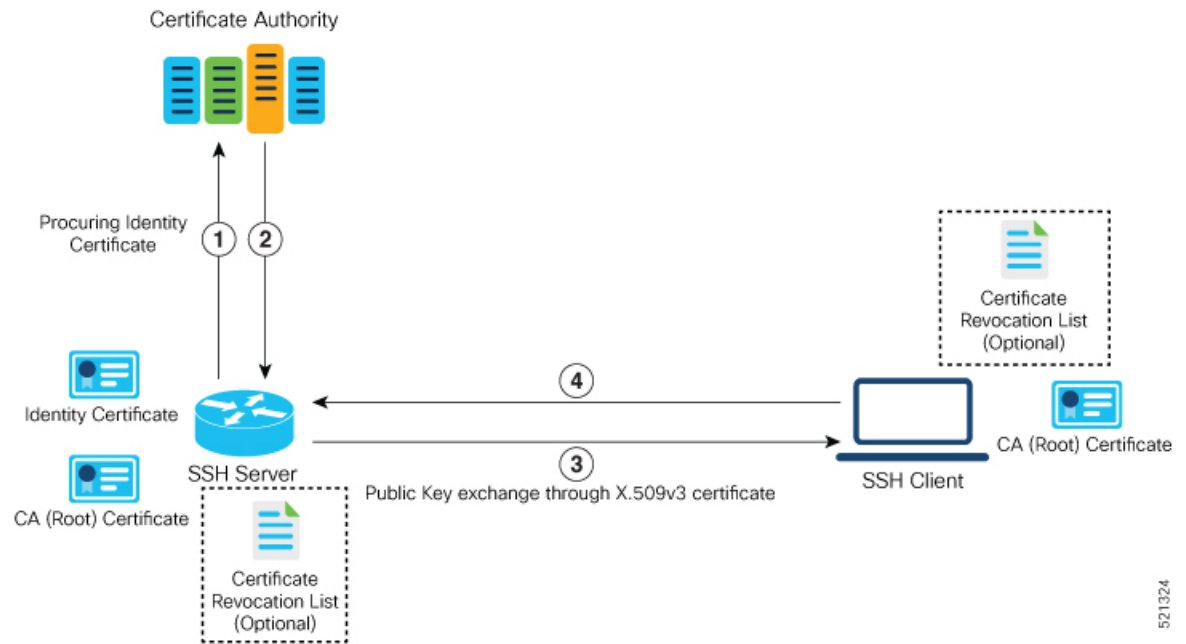 Certificate Authority
Procuring Identity
Certificate
1
2
Certificate
Revocation List
(Optional)
4
Identity Certificate
CA (Root) Certificate
SSH Server
3
SSH Client
Public Key exchange through X.509v3 certificate
CA (Root) Certificate
Certificate
Revocation List
(Optional)
521324